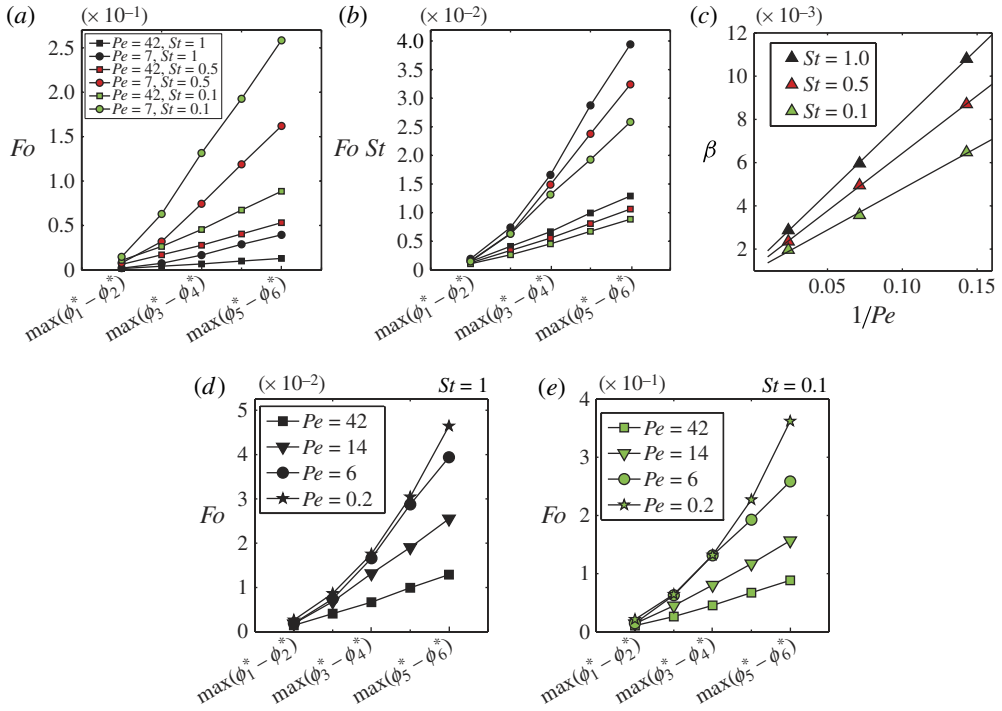 (a)
(× 10⁻¹)
Fo
2.5
2.0
1.5
1.0
0.5
0
Pe = 42, St = 1
Pe = 7, St = 1
Pe = 42, St = 0.5
Pe = 7, St = 0.5
Pe = 42, St = 0.1
Pe = 7, St = 0.1
max(ϕ₁* – ϕ₂*)
max(ϕ₃* – ϕ₄*)
max(ϕ₅* – ϕ₆*)
(b)
(× 10⁻²)
Fo St
4.0
3.5
3.0
2.5
2.0
1.5
1.0
0.5
0
max(ϕ₁* – ϕ₂*)
max(ϕ₃* – ϕ₄*)
max(ϕ₅* – ϕ₆*)
(c)
(× 10⁻³)
β
12
10
8
6
4
2
St = 1.0
St = 0.5
St = 0.1
0.05 0.10 0.15
1/Pe
(d)
(× 10⁻²)
St = 1
Fo
5
4
3
2
1
0
Pe = 42
Pe = 14
Pe = 6
Pe = 0.2
max(ϕ₁* – ϕ₂*)
max(ϕ₃* – ϕ₄*)
max(ϕ₅* – ϕ₆*)
(e)
(× 10⁻¹)
St = 0.1
Fo
4
3
2
1
0
Pe = 42
Pe = 14
Pe = 6
Pe = 0.2
max(ϕ₁* – ϕ₂*)
max(ϕ₃* – ϕ₄*)
max(ϕ₅* – ϕ₆*)